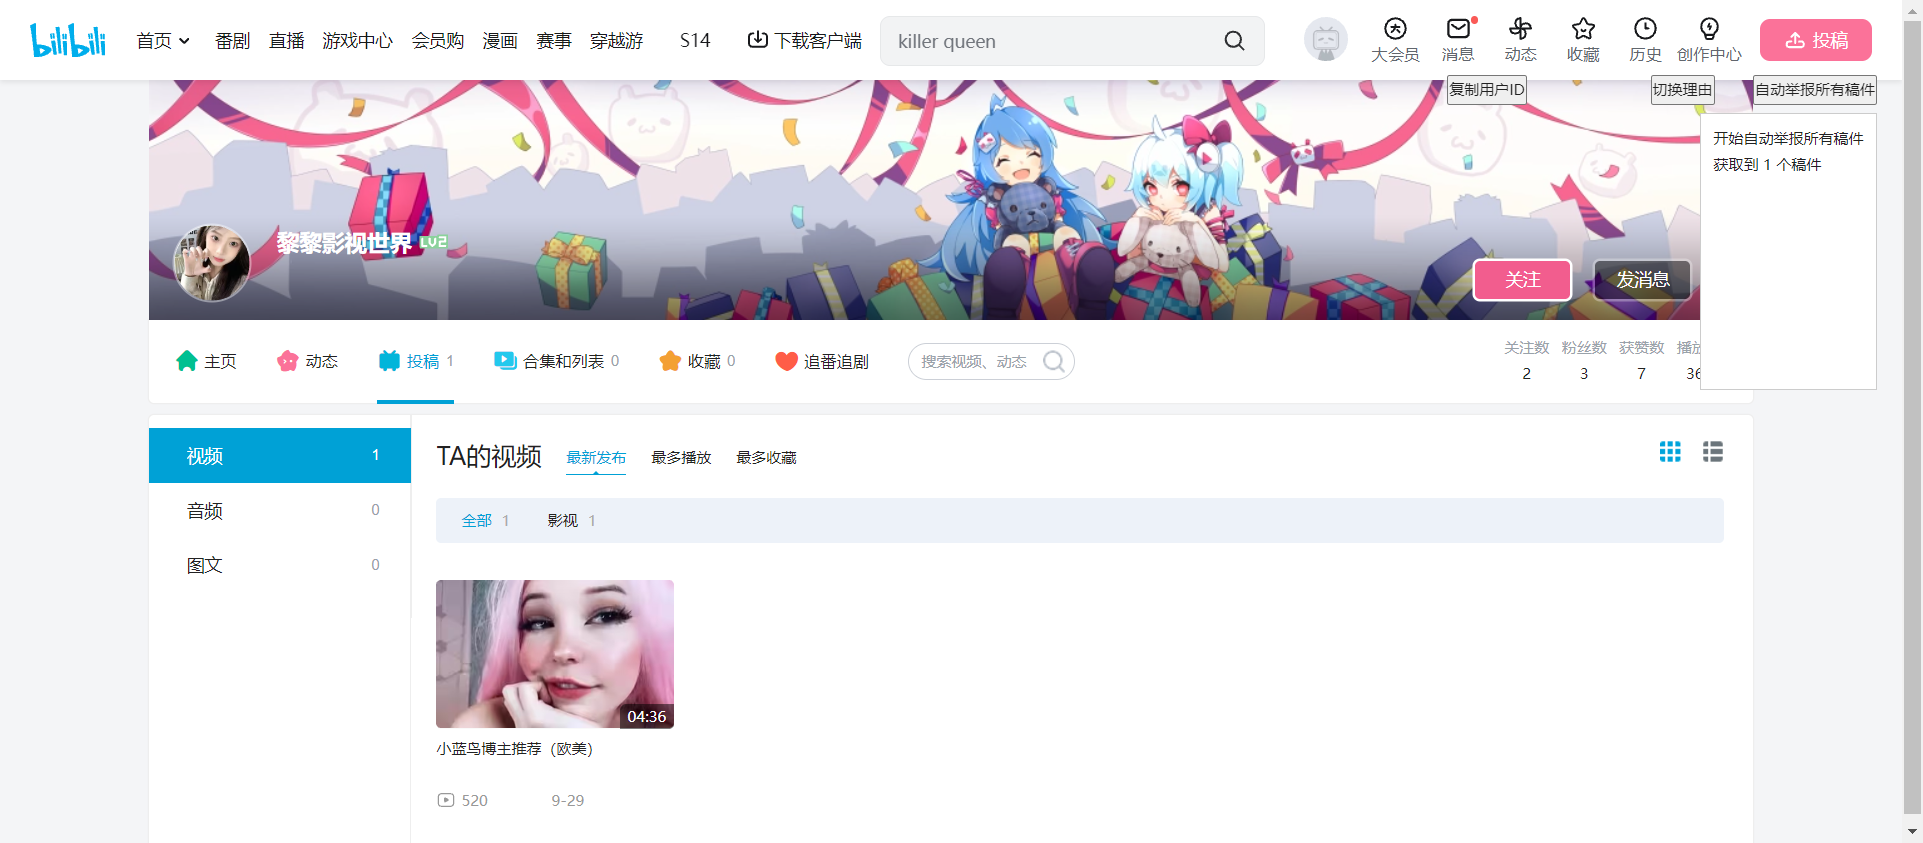 bilibili 首页 番剧 直播 游戏中心 会员购 漫画 赛事 穿越游 S14 下载客户端 killer queen 大会员 消息 动态 收藏 历史 创作中心 投稿
复制用户ID 切换理由 自动举报所有稿件
开始自动举报所有稿件
获取到 1 个稿件
黎黎影视世界 LV2
关注 发消息
主页 动态 投稿 1 合集和列表 0 收藏 0 追番追剧 搜索视频、动态
关注数 粉丝数 获赞数 播放
2 3 7 36
视频 1
音频 0
图文 0
TA的视频 最新发布 最多播放 最多收藏
全部 1 影视 1
04:36
小蓝鸟博主推荐（欧美）
520 9-29